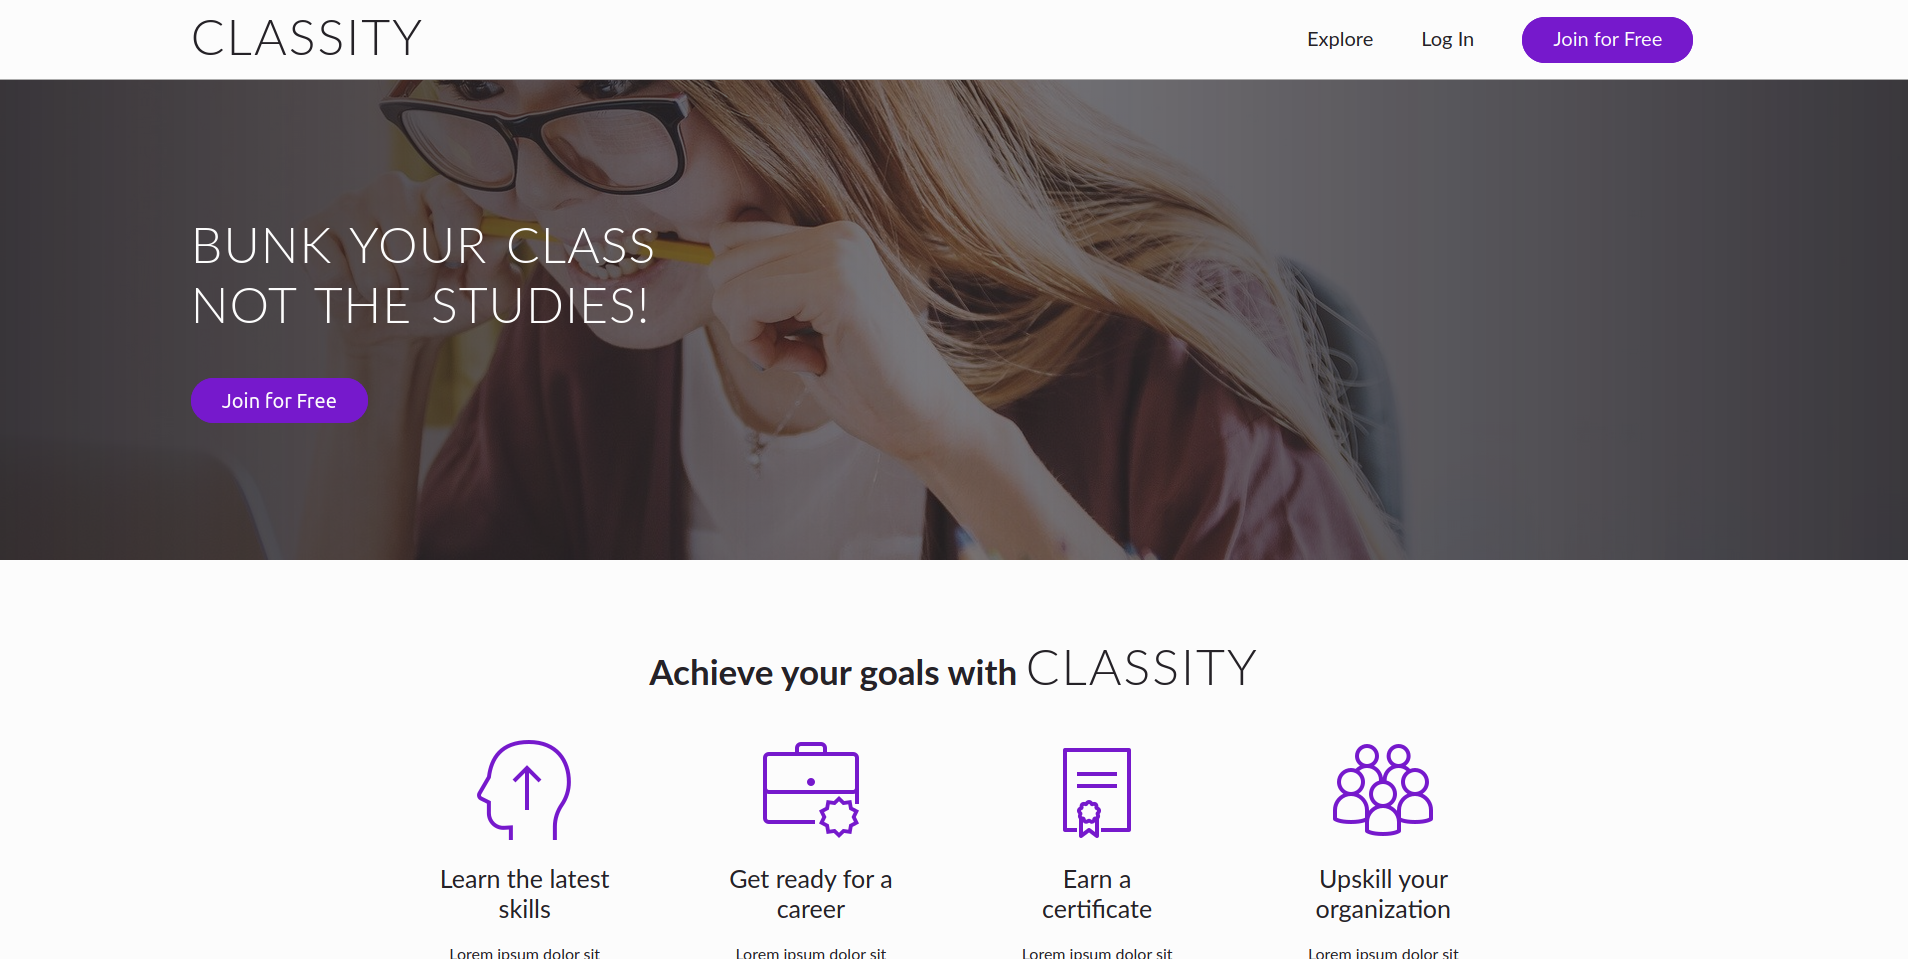 CLASSITY
Explore
Log In
Join for Free
BUNK YOUR CLASS
NOT THE STUDIES!
Join for Free
Achieve your goals with CLASSITY
Learn the latest
skills
Lorem ipsum dolor sit
Get ready for a
career
Lorem ipsum dolor sit
Earn a
certificate
Lorem ipsum dolor sit
Upskill your
organization
Lorem ipsum dolor sit